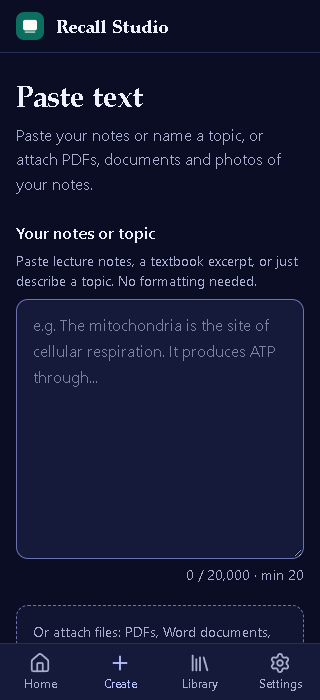 Recall Studio
Paste text
Paste your notes or name a topic, or
attach PDFs, documents and photos of
your notes.
Your notes or topic
Paste lecture notes, a textbook excerpt, or just
describe a topic. No formatting needed.
e.g. The mitochondria is the site of
cellular respiration. It produces ATP
through...
0 / 20,000 · min 20
Or attach files: PDFs, Word documents,
Home
Create
Library
Settings